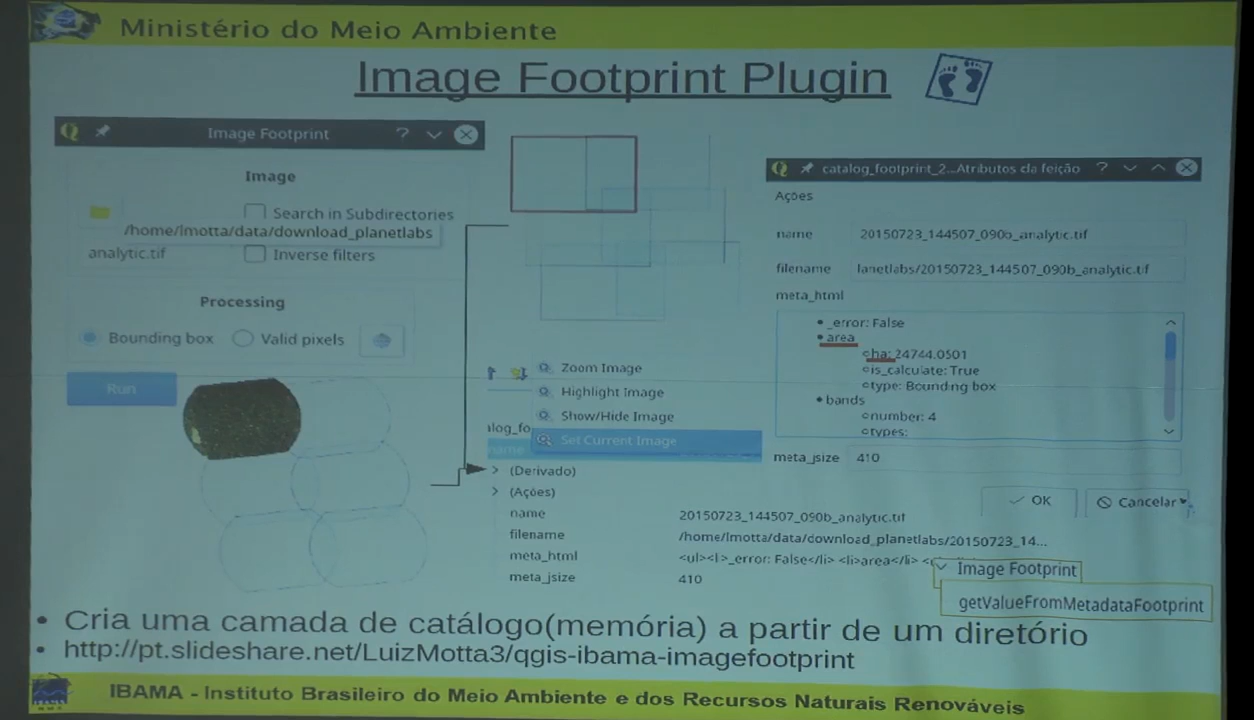 Ministério do Meio Ambiente
Image Footprint Plugin
Image Footprint
Image
Search in Subdirectories
/home/lmotta/data/download_planetlabs
analytic.tif
Inverse filters
Processing
Bounding box
Valid pixels
Run
Zoom Image
Highlight Image
Show/Hide Image
alog_fo
Set Current Image
name
(Derivado)
(Ações)
name 20150723_144507_090b_analytic.tif
filename /home/lmotta/data/download_planetlabs/20150723_14...
meta_html <ul><l>_error: False</li> <li>area</li> <
meta_jsize 410
catalog_footprint_2...Atributos da feição
Ações
name 20150723_144507_090b_analytic.tif
filename lanetlabs/20150723_144507_090b_analytic.tif
meta_html
_error: False
area
ha: 24744.0501
is_calculate: True
type: Bounding box
bands
number: 4
types:
meta_jsize 410
OK
Cancelar
Image Footprint
getValueFromMetadataFootprint
• Cria uma camada de catálogo(memória) a partir de um diretório
• http://pt.slideshare.net/LuizMotta3/qgis-ibama-imagefootprint
IBAMA - Instituto Brasileiro do Meio Ambiente e dos Recursos Naturais Renováveis